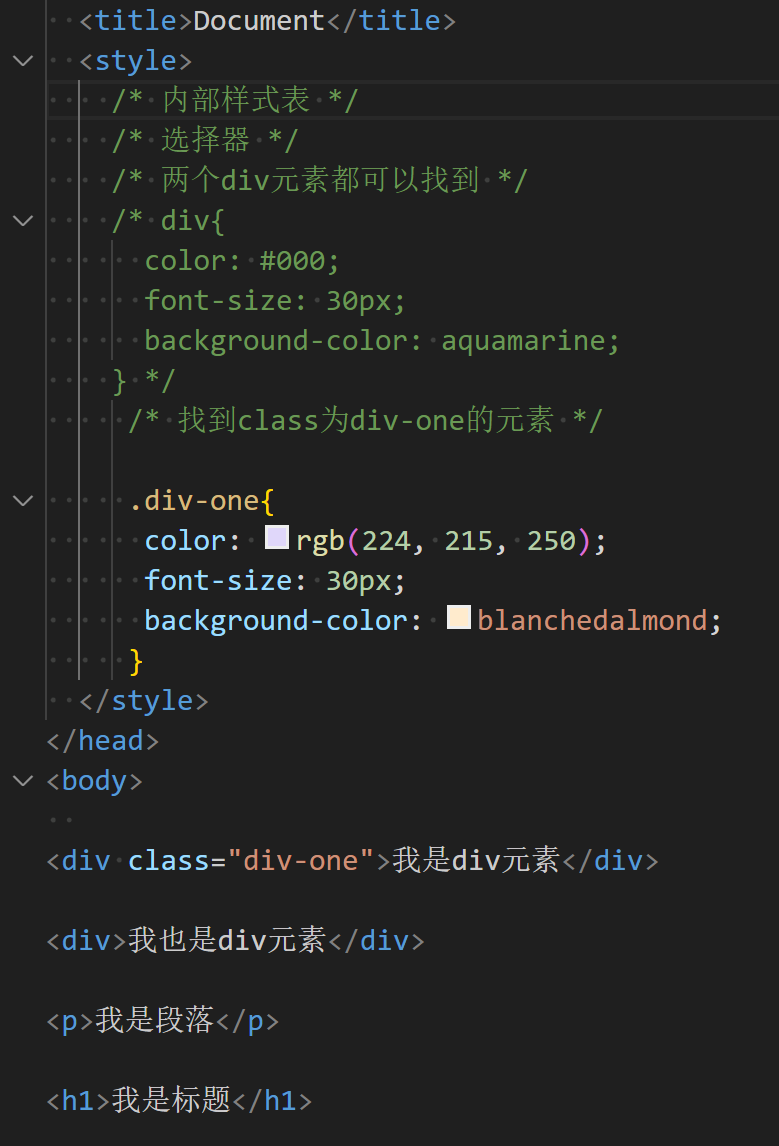 <title>Document</title>
<style>
/* 内部样式表 */
/* 选择器 */
/* 两个div元素都可以找到 */
/* div{
color: #000;
font-size: 30px;
background-color: aquamarine;
} */
/* 找到class为div-one的元素 */
.div-one{
color: rgb(224, 215, 250);
font-size: 30px;
background-color: blanchedalmond;
}
</style>
</head>
<body>
<div class="div-one">我是div元素</div>
<div>我也是div元素</div>
<p>我是段落</p>
<h1>我是标题</h1>